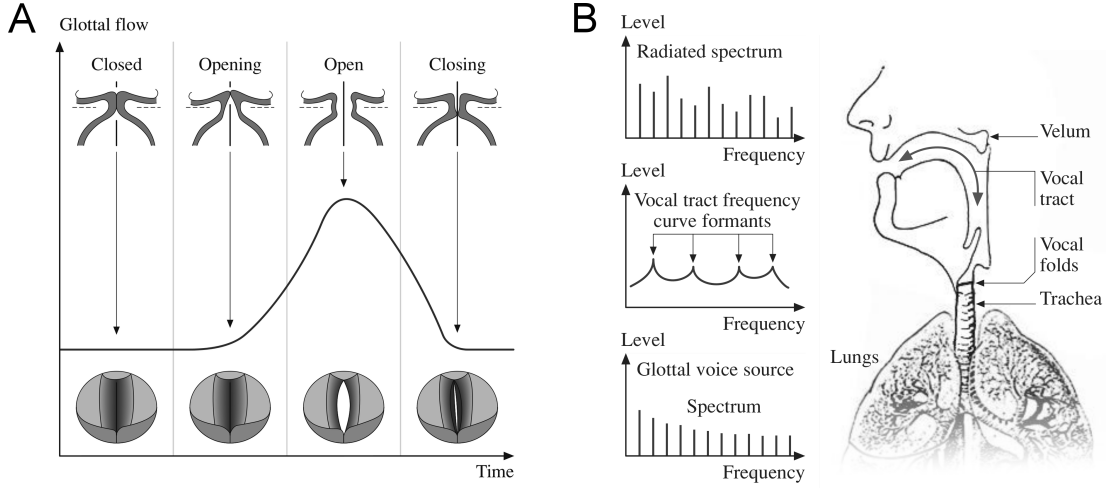 A
Glottal flow
Closed
Opening
Open
Closing
Time
B
Level
Radiated spectrum
Frequency
Level
Vocal tract frequency
curve formants
Frequency
Level
Glottal voice source
Spectrum
Frequency
Velum
Vocal
tract
Vocal
folds
Trachea
Lungs